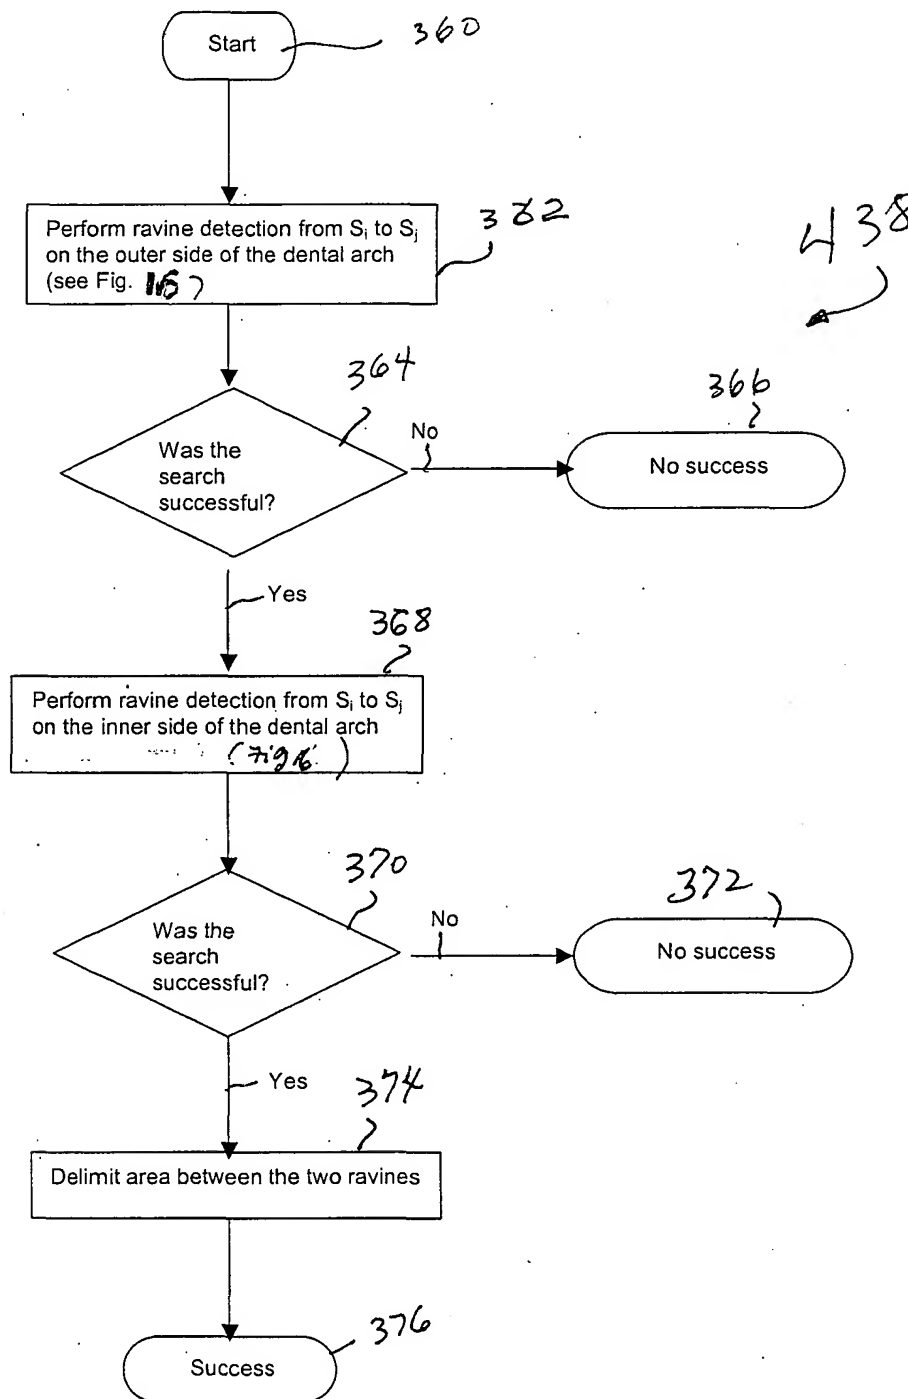 Start
360
Perform ravine detection from Si to Sj
on the outer side of the dental arch
(see Fig. 16)
362
438
364
366
Was the
search
successful?
No
No success
Yes
368
Perform ravine detection from Si to Sj
on the inner side of the dental arch
(Fig 16)
370
372
Was the
search
successful?
No
No success
Yes
374
Delimit area between the two ravines
376
Success